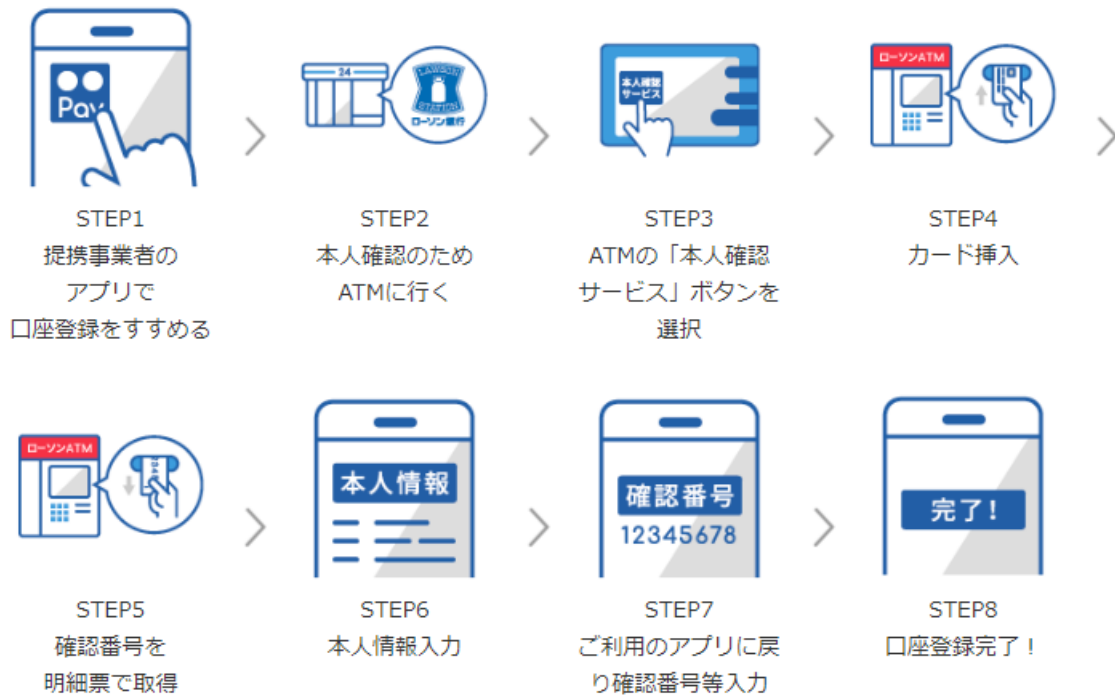 Pay
24
LAWSON
STATION
ローソン銀行
本人確認
サービス
ローソンATM
STEP1
提携事業者の
アプリで
口座登録をすすめる
STEP2
本人確認のため
ATMに行く
STEP3
ATMの「本人確認
サービス」ボタンを
選択
STEP4
カード挿入
ローソンATM
本人情報
確認番号
12345678
完了!
STEP5
確認番号を
明細票で取得
STEP6
本人情報入力
STEP7
ご利用のアプリに戻
り確認番号等入力
STEP8
口座登録完了！